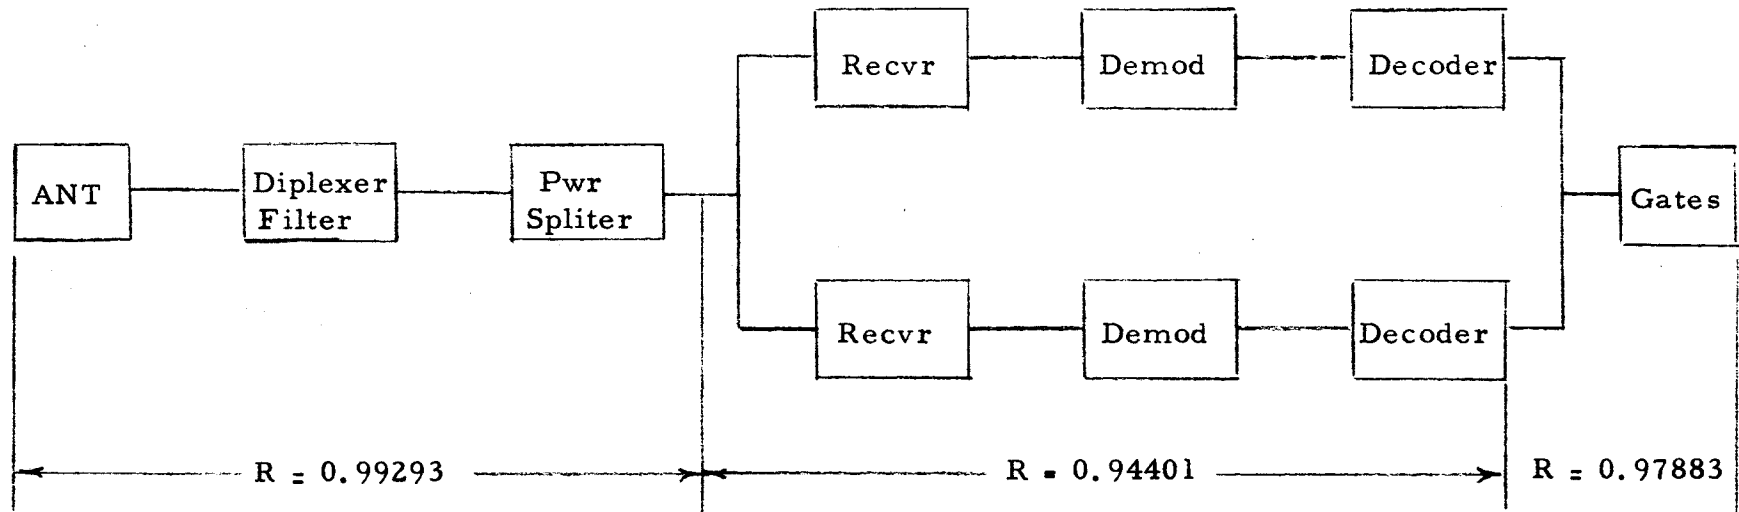 Recvr
Demod
Decoder
ANT
Diplexer
Filter
Pwr
Spliter
Gates
Recvr
Demod
Decoder
R = 0.99293
R = 0.94401
R = 0.97883